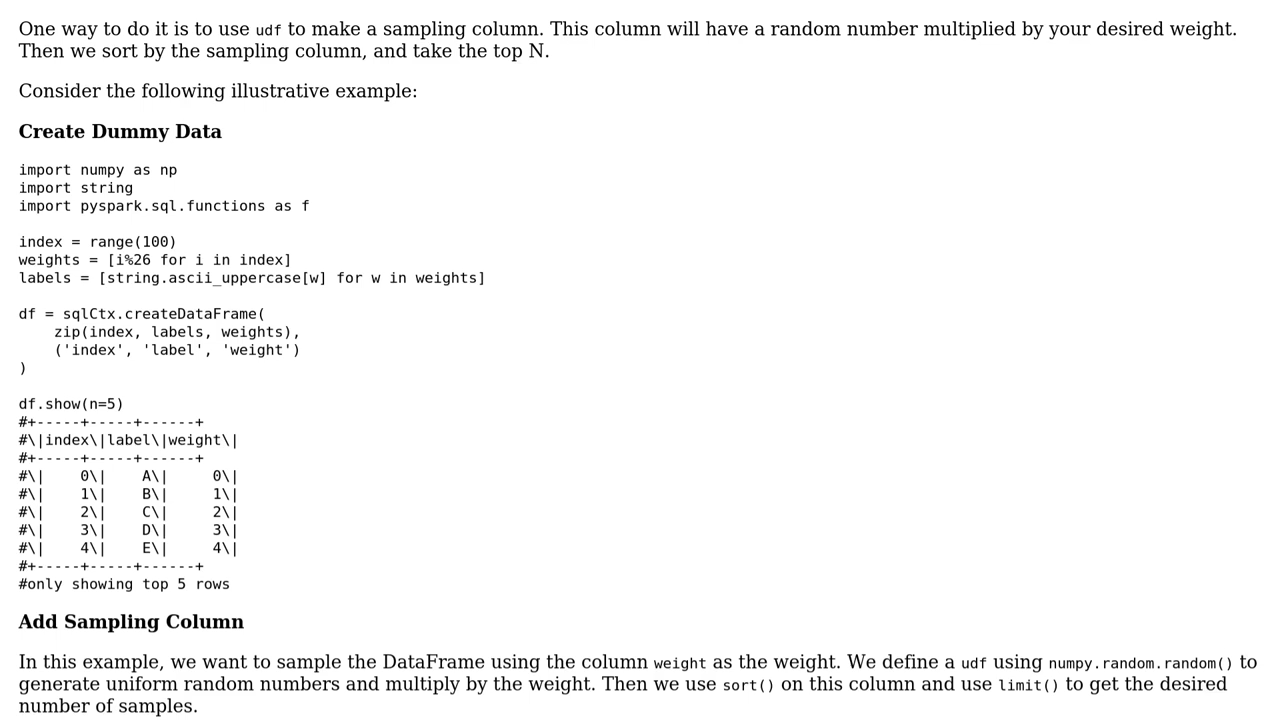 One way to do it is to use udf to make a sampling column. This column will have a random number multiplied by your desired weight.
Then we sort by the sampling column, and take the top N.
Consider the following illustrative example:
Create Dummy Data
import numpy as np
import string
import pyspark.sql.functions as f
index = range(100)
weights = [i%26 for i in index]
labels = [string.ascii_uppercase[w] for w in weights]
df = sqlCtx.createDataFrame(
    zip(index, labels, weights),
    ('index', 'label', 'weight')
)
df.show(n=5)
#+-----+-----+------+
#\|index\|label\|weight\|
#+-----+-----+------+
#\|    0\|    A\|     0\|
#\|    1\|    B\|     1\|
#\|    2\|    C\|     2\|
#\|    3\|    D\|     3\|
#\|    4\|    E\|     4\|
#+-----+-----+------+
#only showing top 5 rows
Add Sampling Column
In this example, we want to sample the DataFrame using the column weight as the weight. We define a udf using numpy.random.random() to
generate uniform random numbers and multiply by the weight. Then we use sort() on this column and use limit() to get the desired
number of samples.